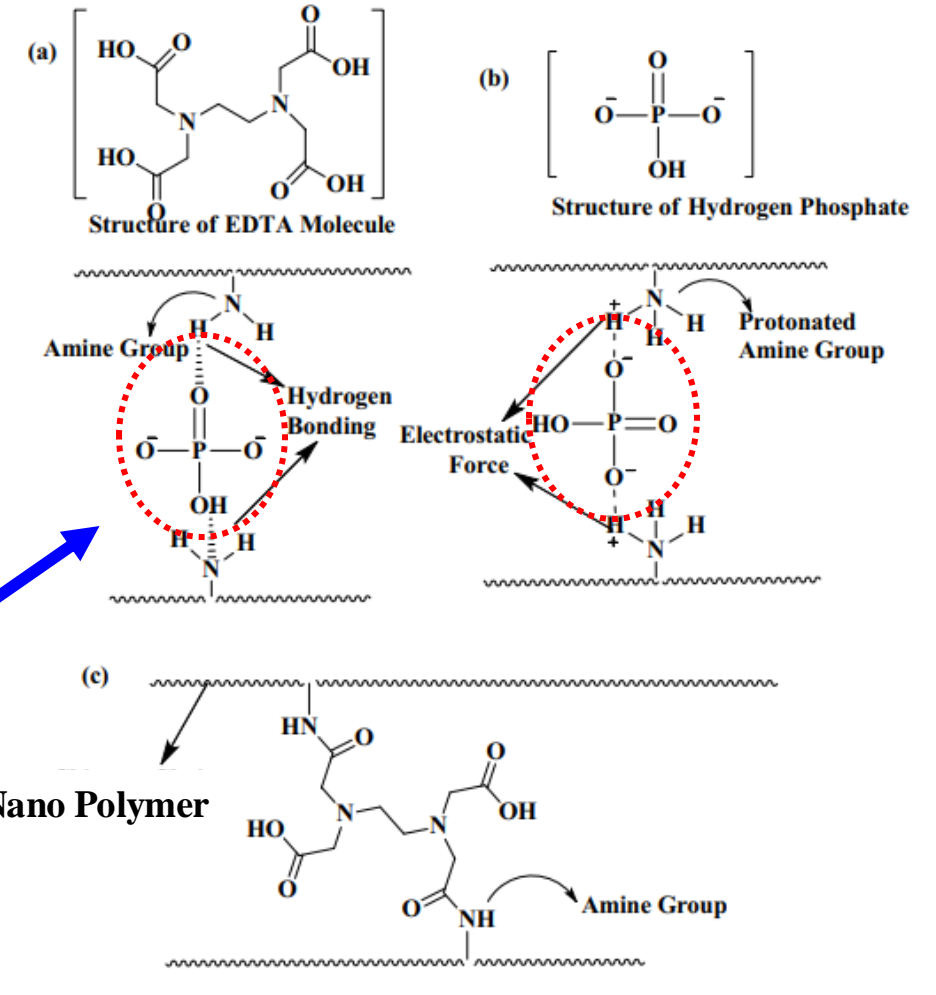 (a)
HO
O
O
OH
N
N
HO
O
O
OH
Structure of EDTA Molecule
(b)
O
O-
P
O-
OH
Structure of Hydrogen Phosphate
N
H
H
Amine Group
Hydrogen
Bonding
O
O-
P
O-
OH
H
H
N
N
+
H
H
H
Protonated
Amine Group
O-
HO
P
O
Electrostatic
Force
O-
H
H
H
+
N
(c)
HN
O
O
OH
Nano Polymer
N
N
HO
O
O
NH
Amine Group